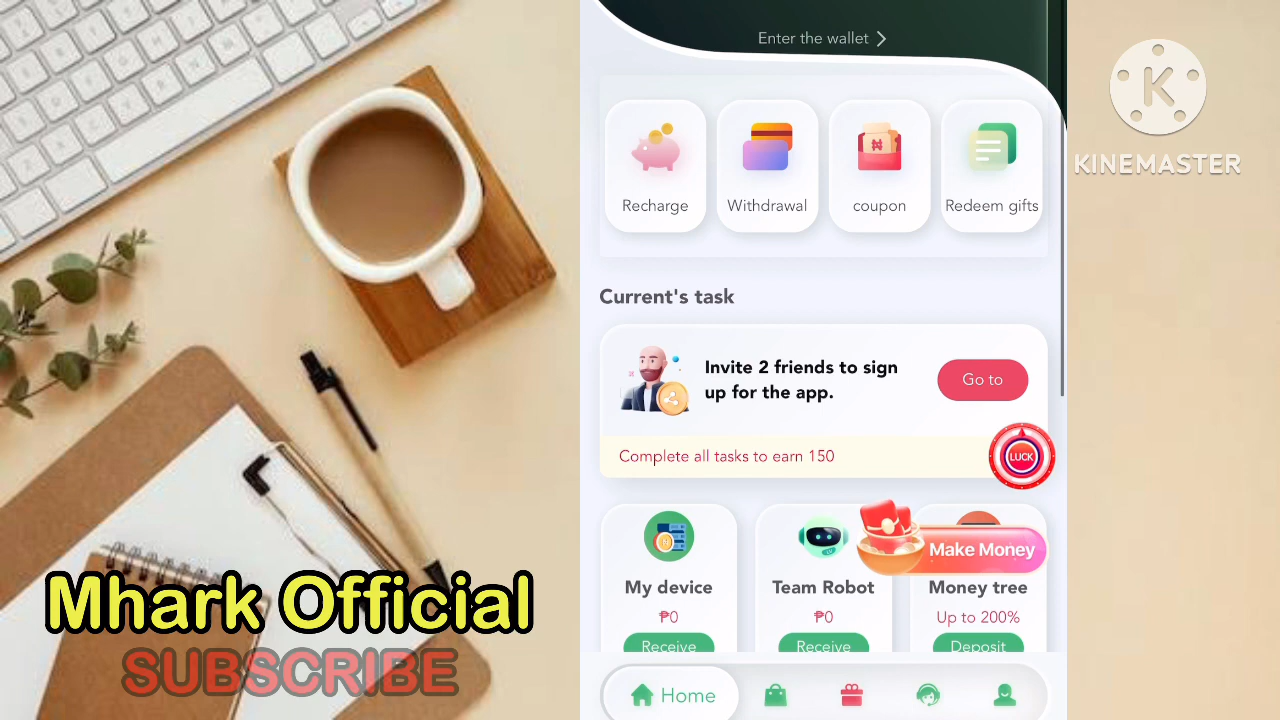 Enter the wallet
Recharge
Withdrawal
coupon
Redeem gifts
Current's task
Invite 2 friends to sign
up for the app.
Go to
Complete all tasks to earn 150
LUCK
Make Money
My device
Team Robot
Money tree
₱0
₱0
Up to 200%
Receive
Receive
Deposit
Home
Mhark Official
SUBSCRIBE
K
KINEMASTER